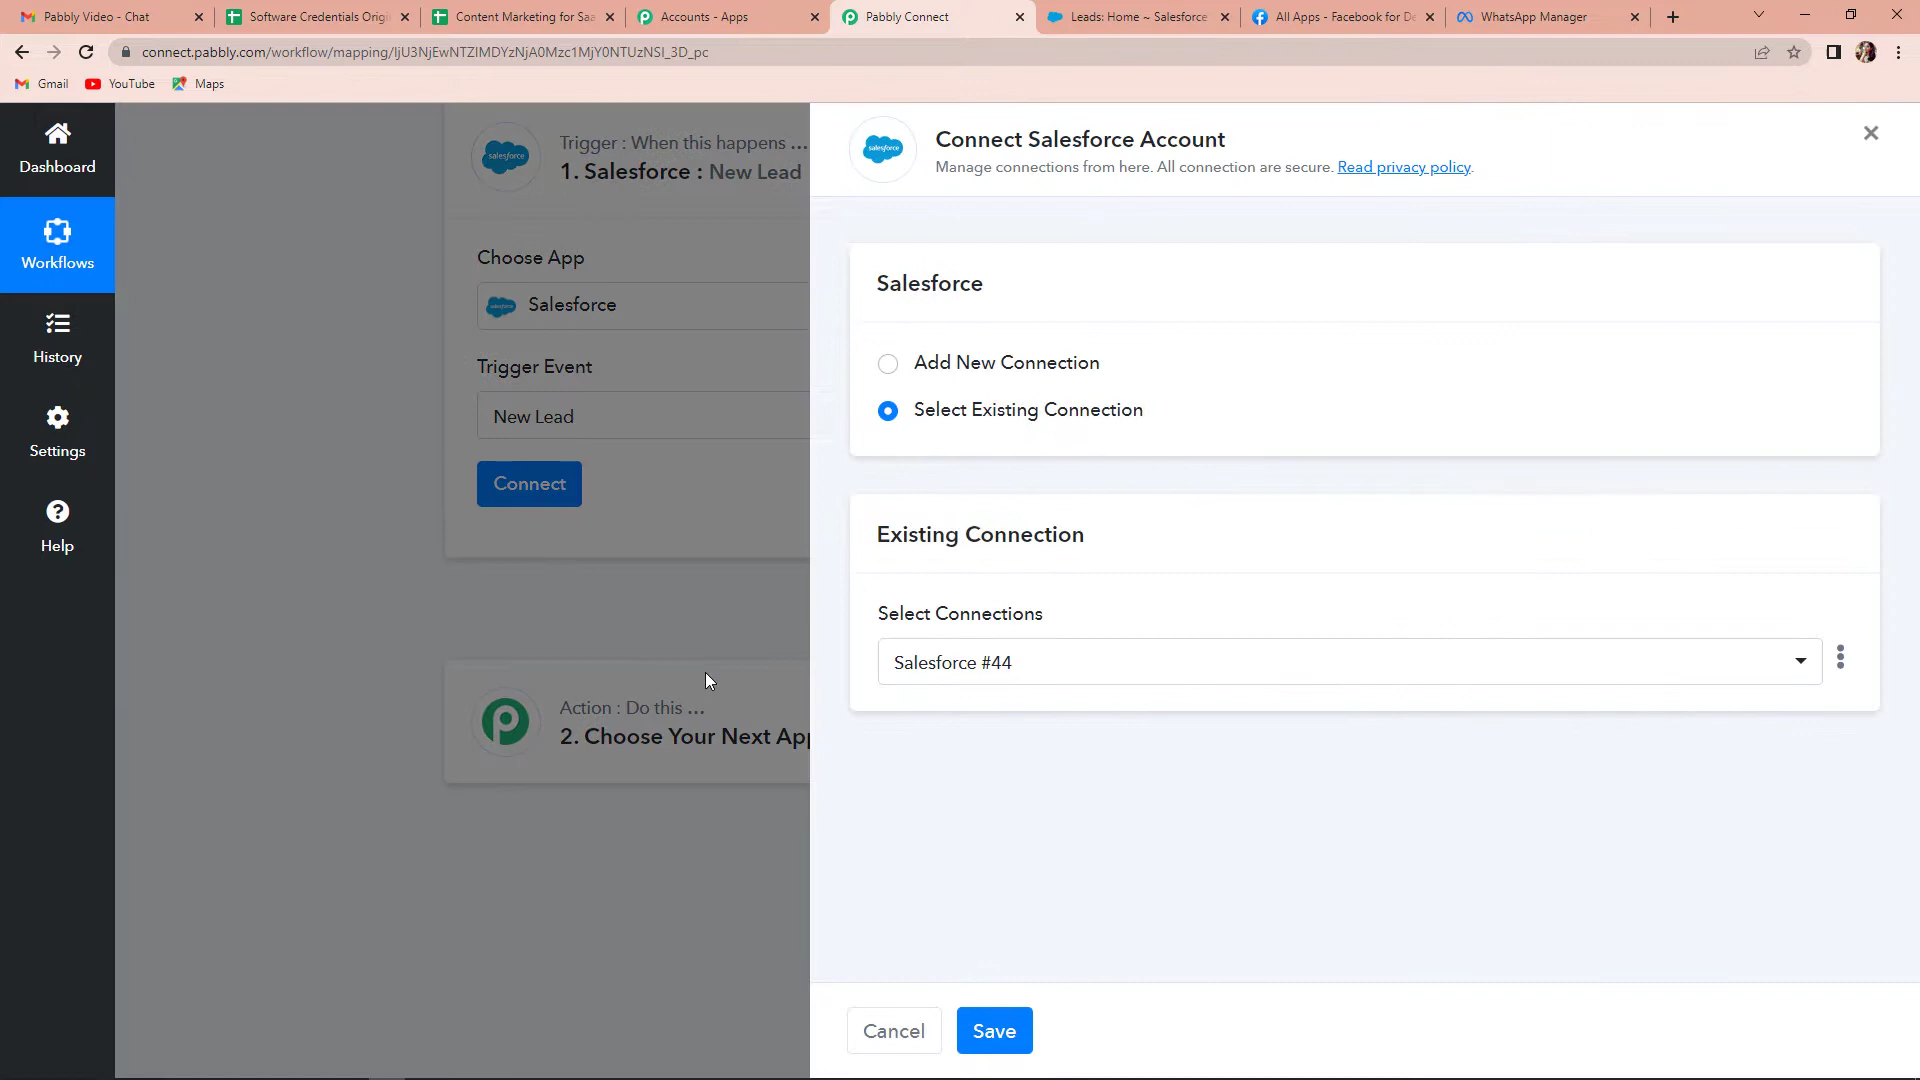 Pabbly Video - Chat
Software Credentials Origi
Content Marketing for Saa
Accounts - Apps
Pabbly Connect
Leads: Home ~ Salesforce
All Apps - Facebook for De
WhatsApp Manager
connect.pabbly.com/workflow/mapping/IjU3NjEwNTZlMDYzNjA0Mzc1MjY0NTUzNSI_3D_pc
Gmail
YouTube
Maps
Dashboard
Workflows
History
Settings
Help
Trigger : When this happens ...
1. Salesforce : New Lead
Choose App
Salesforce
Trigger Event
New Lead
Connect
Action : Do this ...
2. Choose Your Next App
Connect Salesforce Account
Manage connections from here. All connection are secure. Read privacy policy.
Salesforce
Add New Connection
Select Existing Connection
Existing Connection
Select Connections
Salesforce #44
Cancel
Save